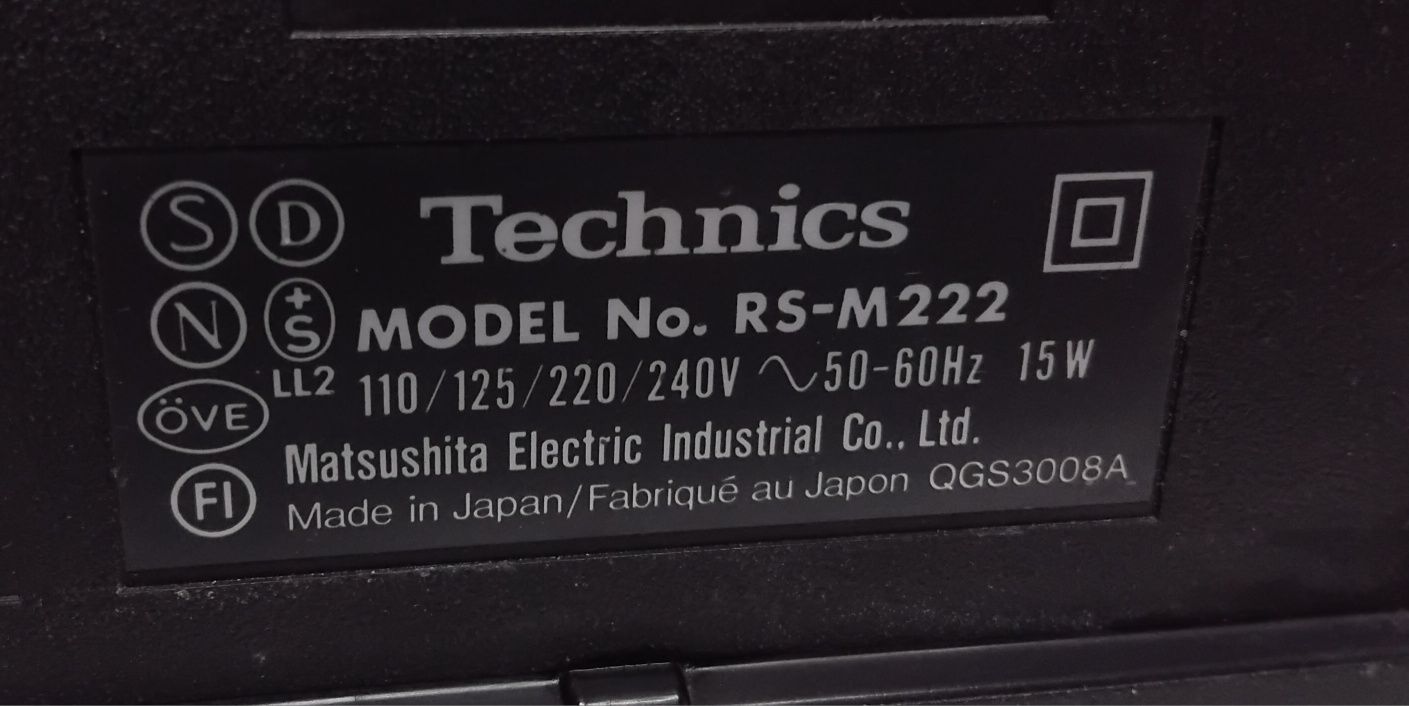 S D Technics
N +S MODEL No. RS-M222
LL2 110/125/220/240V ∿50-60Hz 15W
ÖVE Matsushita Electric Industrial Co., Ltd.
FI Made in Japan/Fabriqué au Japon QGS3008A